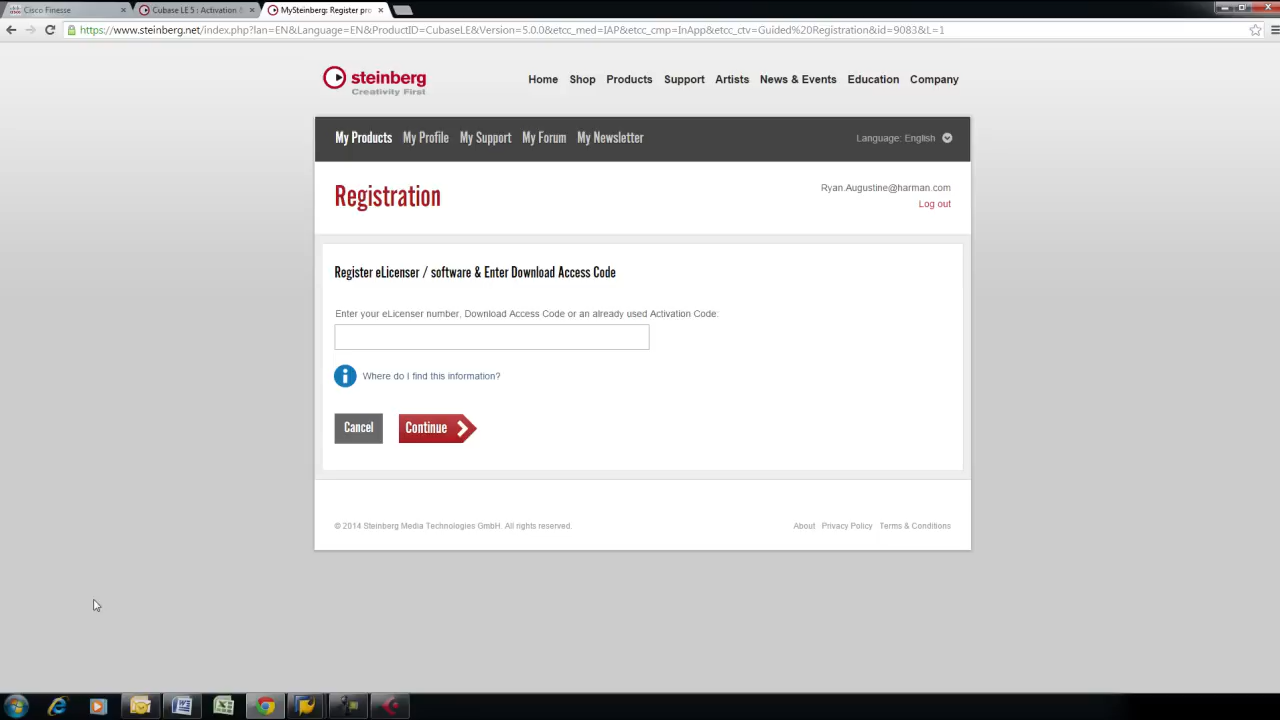 Cisco Finesse
Cubase LE 5 : Activation &
MySteinberg: Register pro
https://www.steinberg.net/index.php?lan=EN&Language=EN&ProductID=CubaseLE&Version=5.0.0&etcc_med=IAP&etcc_cmp=InApp&etcc_ctv=Guided%20Registration&id=9083&L=1
steinberg
Creativity First
Home Shop Products Support Artists News & Events Education Company
My Products My Profile My Support My Forum My Newsletter
Language: English
Registration
Ryan.Augustine@harman.com
Log out
Register eLicenser / software & Enter Download Access Code
Enter your eLicenser number, Download Access Code or an already used Activation Code:
Where do I find this information?
Cancel
Continue
© 2014 Steinberg Media Technologies GmbH. All rights reserved.
About Privacy Policy Terms & Conditions